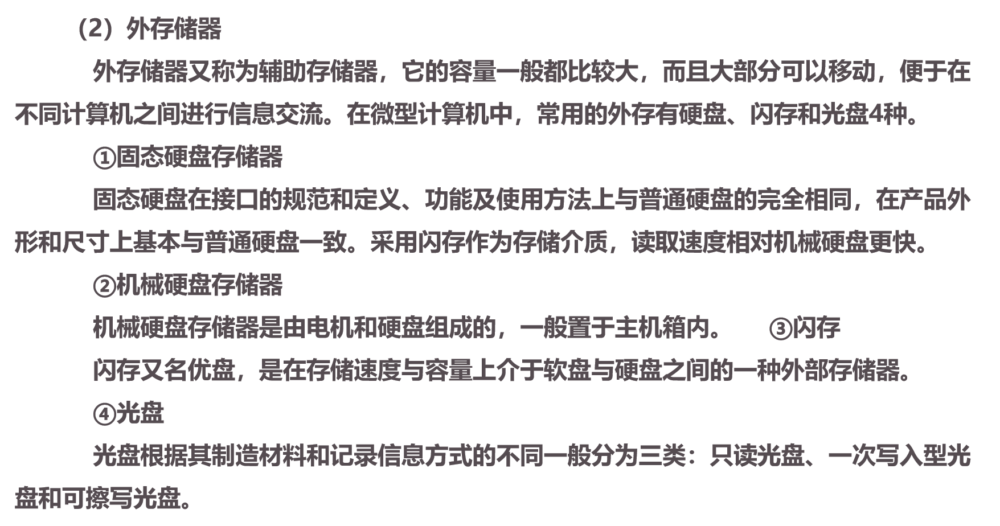 （2）外存储器
外存储器又称为辅助存储器，它的容量一般都比较大，而且大部分可以移动，便于在
不同计算机之间进行信息交流。在微型计算机中，常用的外存有硬盘、闪存和光盘4种。
①固态硬盘存储器
固态硬盘在接口的规范和定义、功能及使用方法上与普通硬盘的完全相同，在产品外
形和尺寸上基本与普通硬盘一致。采用闪存作为存储介质，读取速度相对机械硬盘更快。
②机械硬盘存储器
机械硬盘存储器是由电机和硬盘组成的，一般置于主机箱内。 ③闪存
闪存又名优盘，是在存储速度与容量上介于软盘与硬盘之间的一种外部存储器。
④光盘
光盘根据其制造材料和记录信息方式的不同一般分为三类：只读光盘、一次写入型光
盘和可擦写光盘。